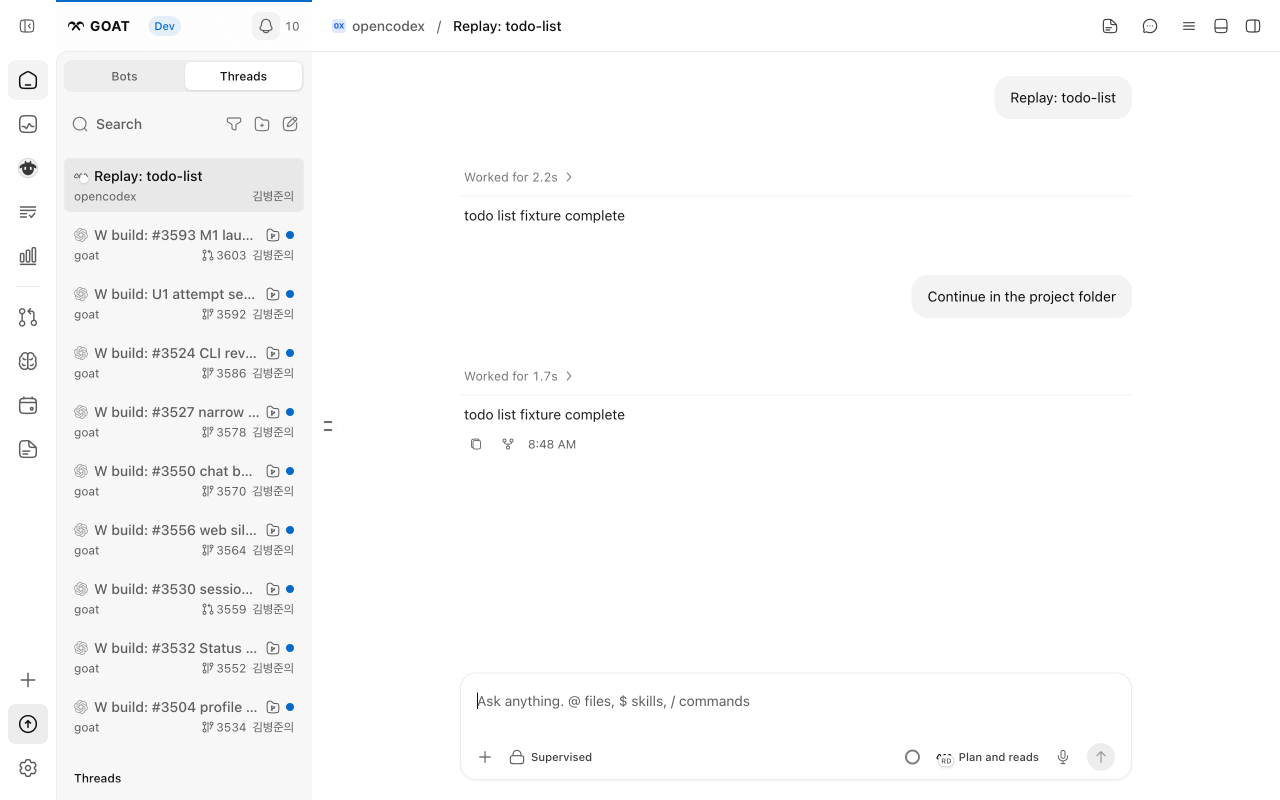 GOAT
Dev
10
ox opencodex / Replay: todo-list
Bots
Threads
Search
Replay: todo-list
opencodex 김병준의
W build: #3593 M1 lau...
goat 3603 김병준의
W build: U1 attempt se...
goat 3592 김병준의
W build: #3524 CLI rev...
goat 3586 김병준의
W build: #3527 narrow ...
goat 3578 김병준의
W build: #3550 chat b...
goat 3570 김병준의
W build: #3556 web sil...
goat 3564 김병준의
W build: #3530 sessio...
goat 3559 김병준의
W build: #3532 Status ...
goat 3552 김병준의
W build: #3504 profile ...
goat 3534 김병준의
Threads
Replay: todo-list
Worked for 2.2s
todo list fixture complete
Continue in the project folder
Worked for 1.7s
todo list fixture complete
8:48 AM
Ask anything. @ files, $ skills, / commands
Supervised
RD Plan and reads